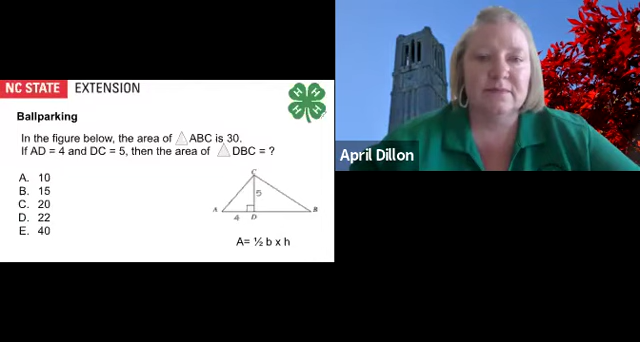 NC STATE EXTENSION
H H H H
Ballparking
In the figure below, the area of △ABC is 30.
If AD = 4 and DC = 5, then the area of △DBC = ?
A. 10
B. 15
C. 20
D. 22
E. 40
C
5
A 4 D B
A= ½ b x h
April Dillon